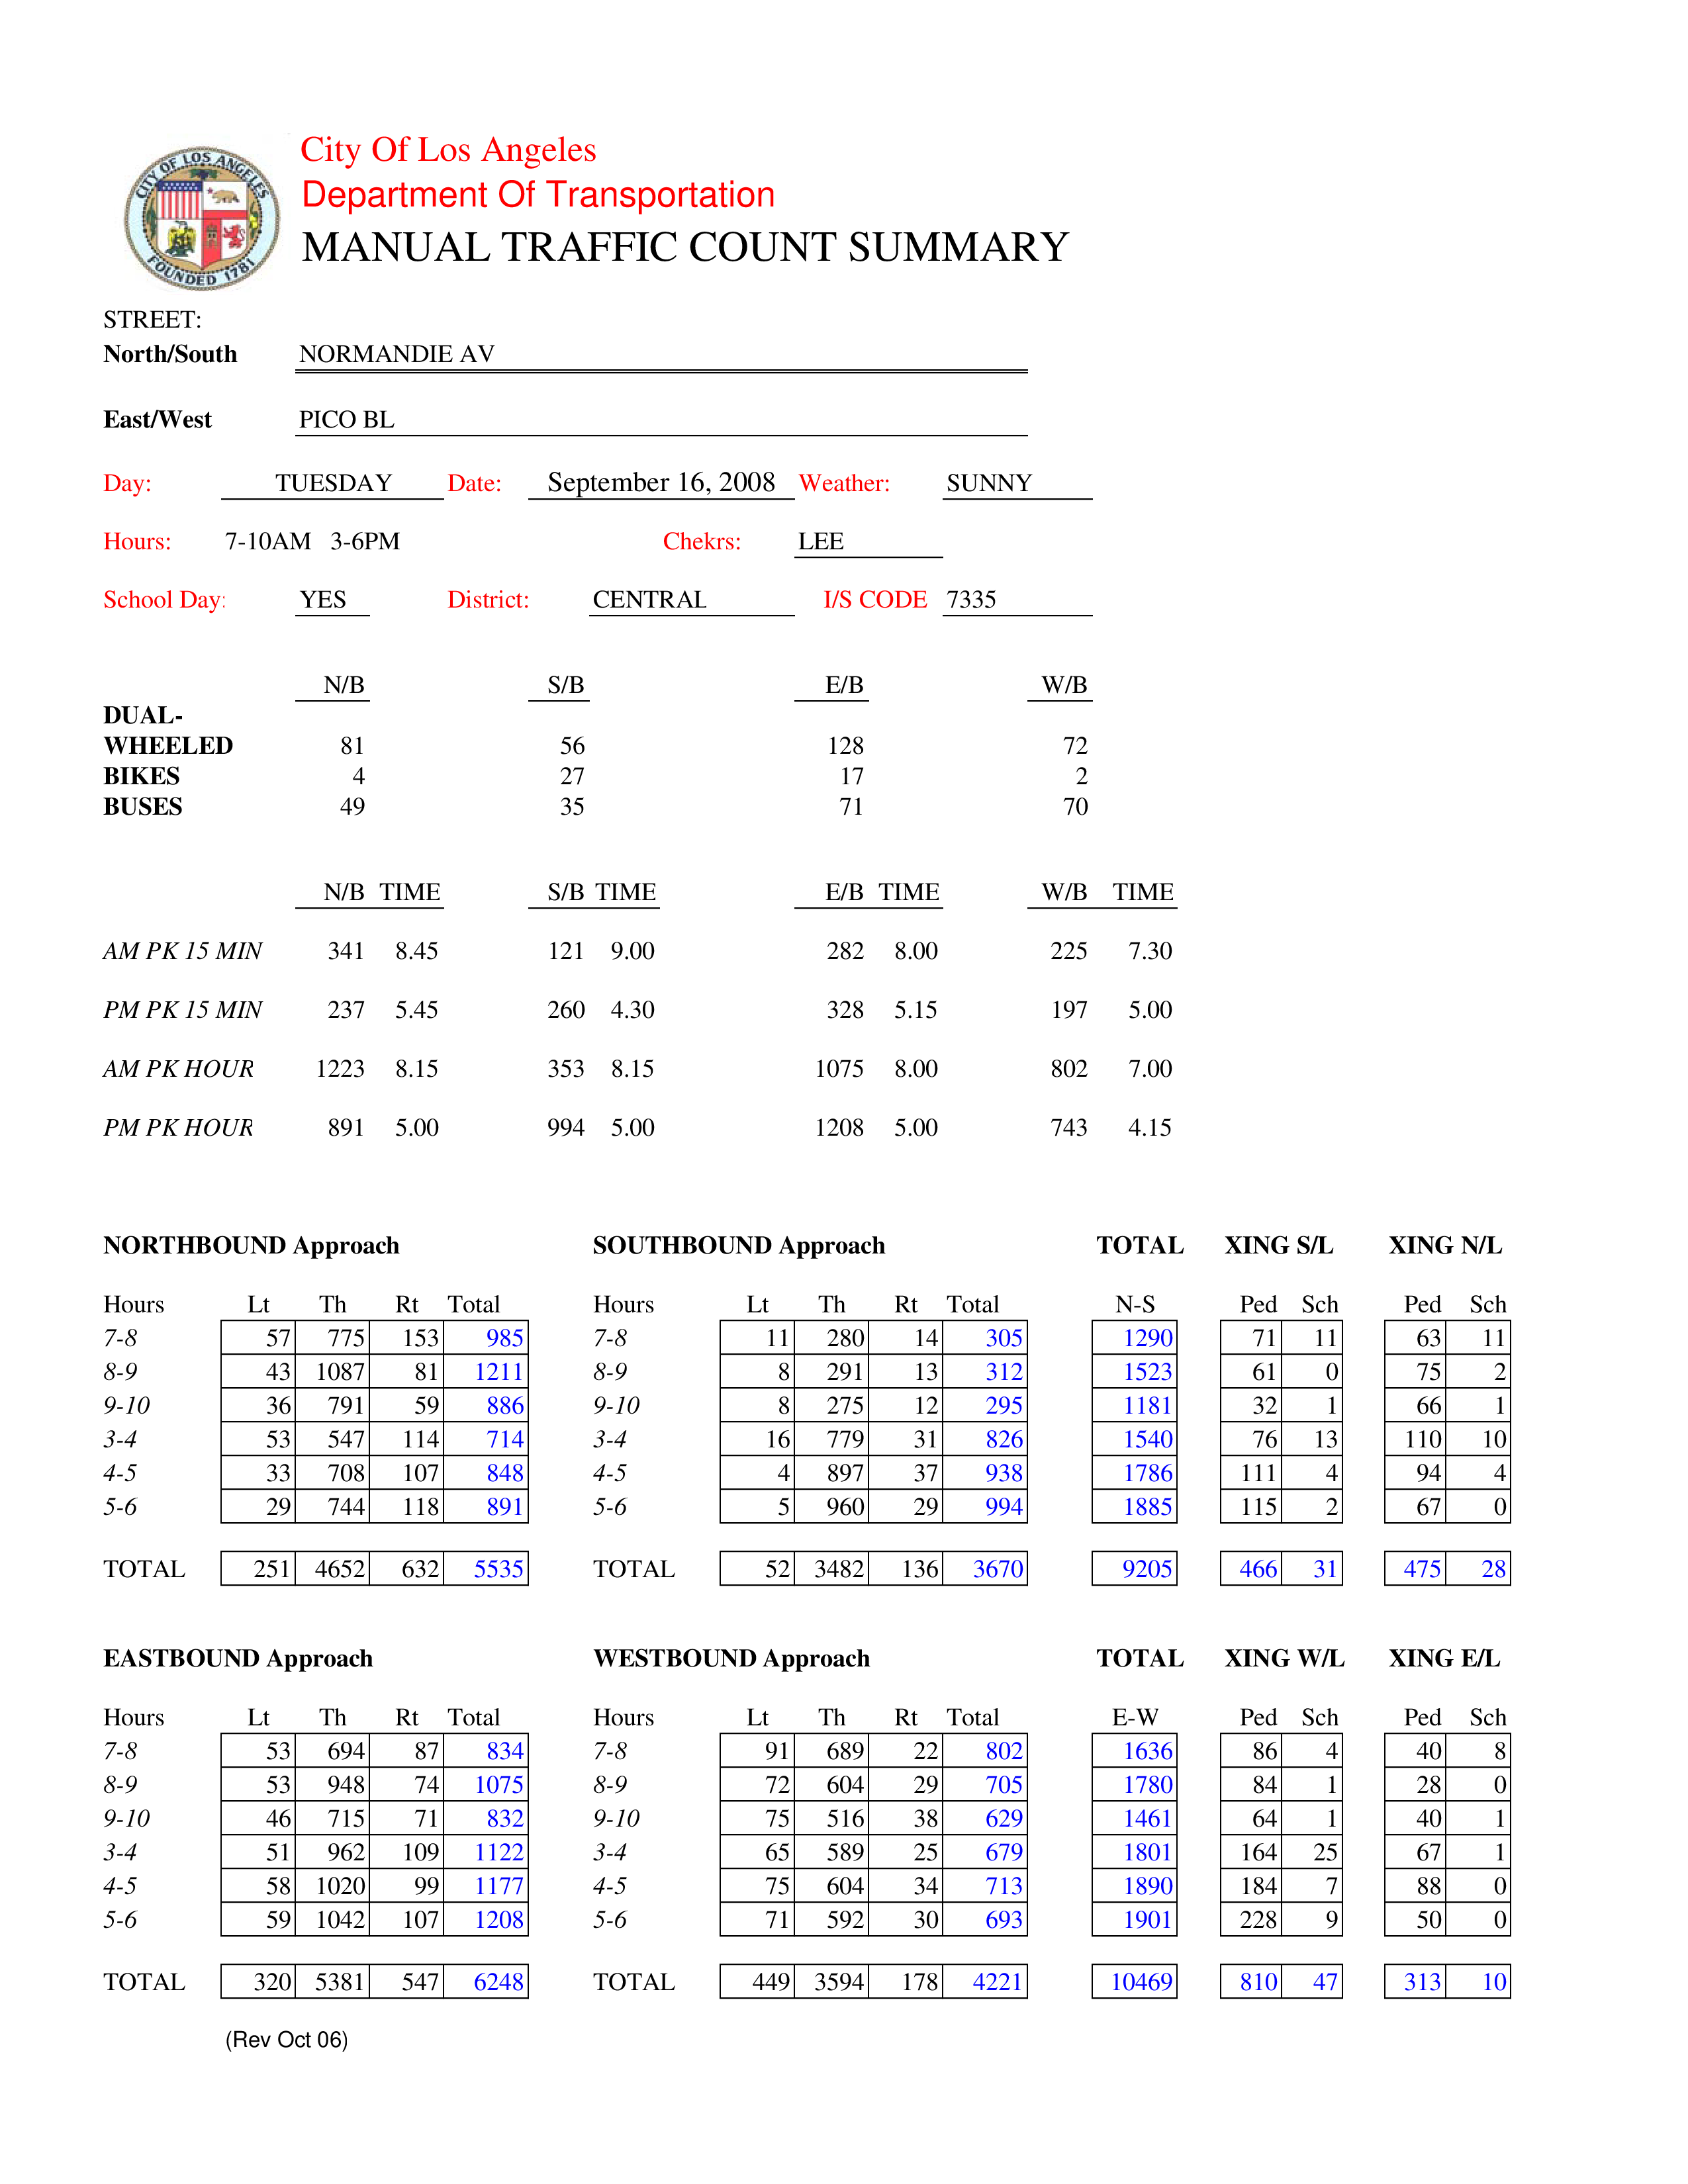 CITY OF LOS ANGELES
FOUNDED 1781
City Of Los Angeles
Department Of Transportation
MANUAL TRAFFIC COUNT SUMMARY
STREET:
North/South NORMANDIE AV
East/West PICO BL
Day: TUESDAY Date: September 16, 2008 Weather: SUNNY
Hours: 7-10AM 3-6PM Chekrs: LEE
School Day: YES District: CENTRAL I/S CODE 7335
N/B S/B E/B W/B
DUAL-
WHEELED 81 56 128 72
BIKES 4 27 17 2
BUSES 49 35 71 70
N/B TIME S/B TIME E/B TIME W/B TIME
AM PK 15 MIN 341 8.45 121 9.00 282 8.00 225 7.30
PM PK 15 MIN 237 5.45 260 4.30 328 5.15 197 5.00
AM PK HOUR 1223 8.15 353 8.15 1075 8.00 802 7.00
PM PK HOUR 891 5.00 994 5.00 1208 5.00 743 4.15
NORTHBOUND Approach SOUTHBOUND Approach TOTAL XING S/L XING N/L
Hours Lt Th Rt Total Hours Lt Th Rt Total N-S Ped Sch Ped Sch
7-8 57 775 153 985 7-8 11 280 14 305 1290 71 11 63 11
8-9 43 1087 81 1211 8-9 8 291 13 312 1523 61 0 75 2
9-10 36 791 59 886 9-10 8 275 12 295 1181 32 1 66 1
3-4 53 547 114 714 3-4 16 779 31 826 1540 76 13 110 10
4-5 33 708 107 848 4-5 4 897 37 938 1786 111 4 94 4
5-6 29 744 118 891 5-6 5 960 29 994 1885 115 2 67 0
TOTAL 251 4652 632 5535 TOTAL 52 3482 136 3670 9205 466 31 475 28
EASTBOUND Approach WESTBOUND Approach TOTAL XING W/L XING E/L
Hours Lt Th Rt Total Hours Lt Th Rt Total E-W Ped Sch Ped Sch
7-8 53 694 87 834 7-8 91 689 22 802 1636 86 4 40 8
8-9 53 948 74 1075 8-9 72 604 29 705 1780 84 1 28 0
9-10 46 715 71 832 9-10 75 516 38 629 1461 64 1 40 1
3-4 51 962 109 1122 3-4 65 589 25 679 1801 164 25 67 1
4-5 58 1020 99 1177 4-5 75 604 34 713 1890 184 7 88 0
5-6 59 1042 107 1208 5-6 71 592 30 693 1901 228 9 50 0
TOTAL 320 5381 547 6248 TOTAL 449 3594 178 4221 10469 810 47 313 10
(Rev Oct 06)